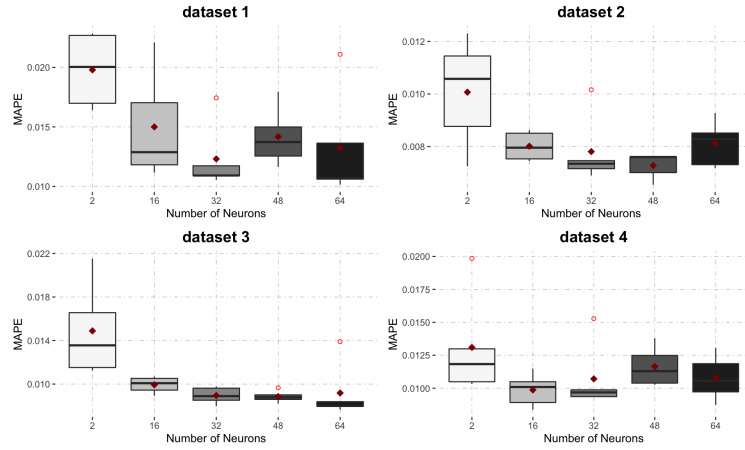 dataset 1
MAPE
0.020
0.015
0.010
2 16 32 48 64
Number of Neurons
dataset 2
MAPE
0.012
0.010
0.008
2 16 32 48 64
Number of Neurons
dataset 3
MAPE
0.022
0.018
0.014
0.010
2 16 32 48 64
Number of Neurons
dataset 4
MAPE
0.0200
0.0175
0.0150
0.0125
0.0100
2 16 32 48 64
Number of Neurons